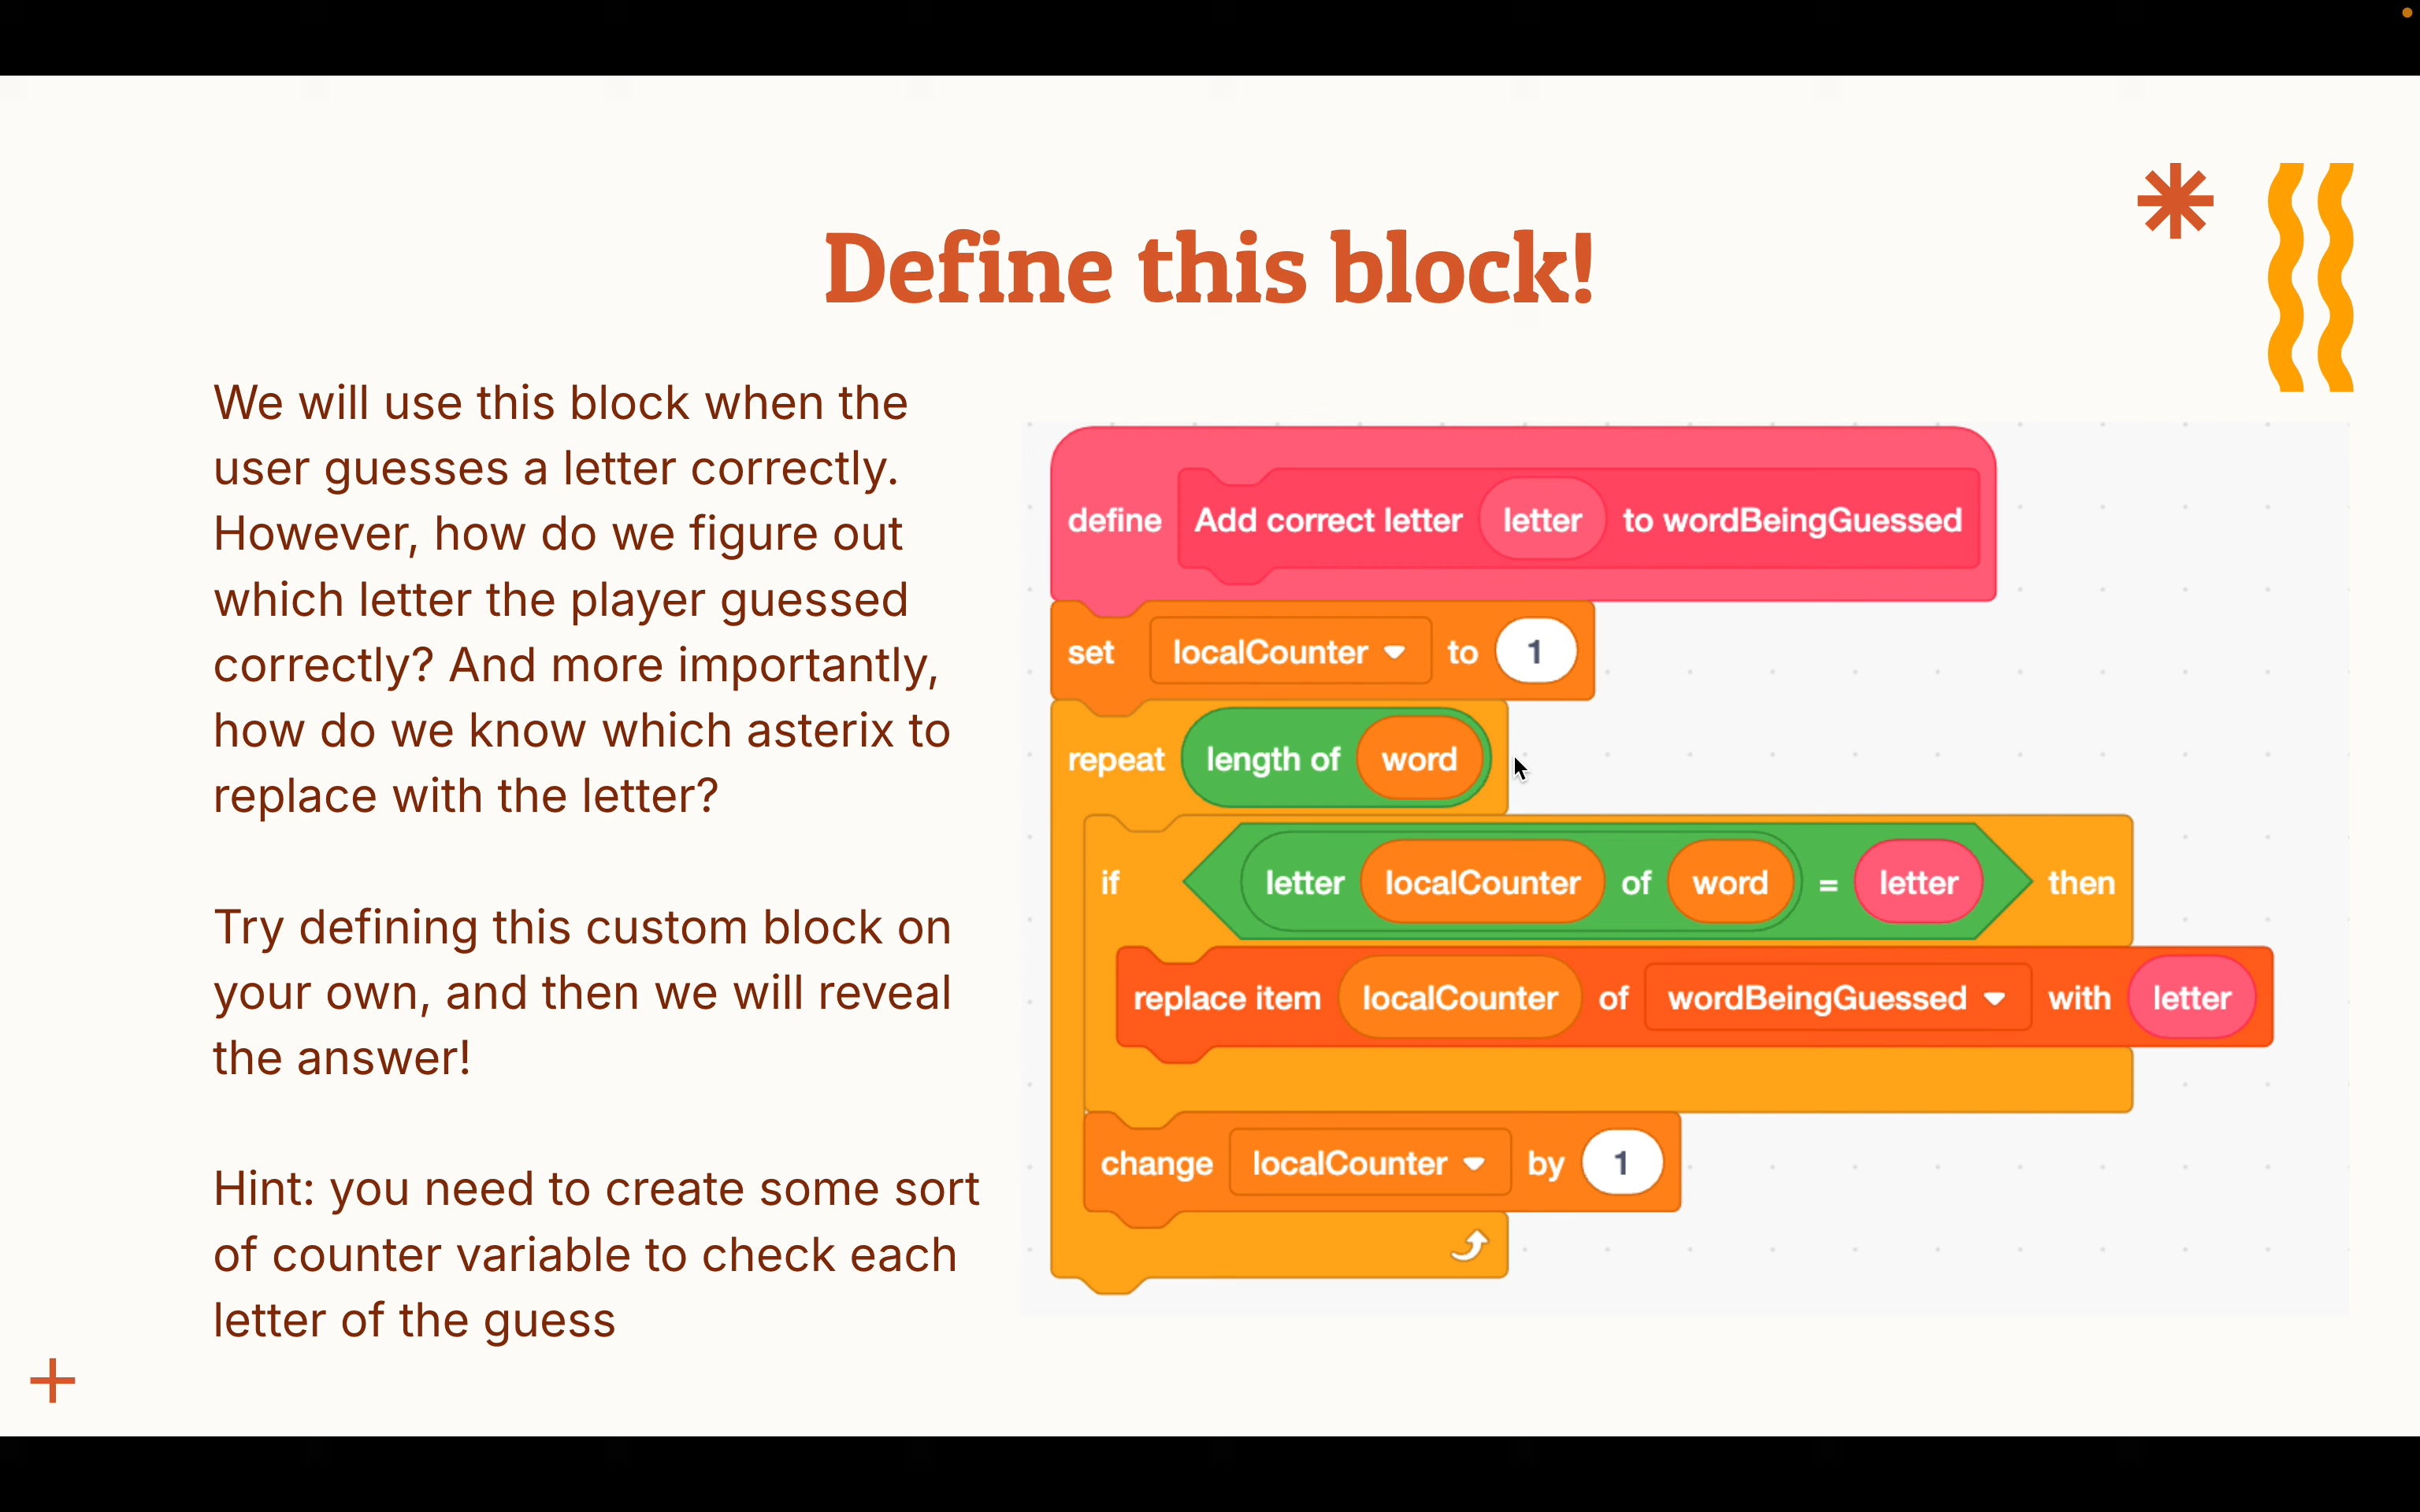 Define this block!
We will use this block when the
user guesses a letter correctly.
However, how do we figure out
which letter the player guessed
correctly? And more importantly,
how do we know which asterix to
replace with the letter?
Try defining this custom block on
your own, and then we will reveal
the answer!
Hint: you need to create some sort
of counter variable to check each
letter of the guess
define Add correct letter letter to wordBeingGuessed
set localCounter to 1
repeat length of word
if letter localCounter of word = letter then
replace item localCounter of wordBeingGuessed with letter
change localCounter by 1